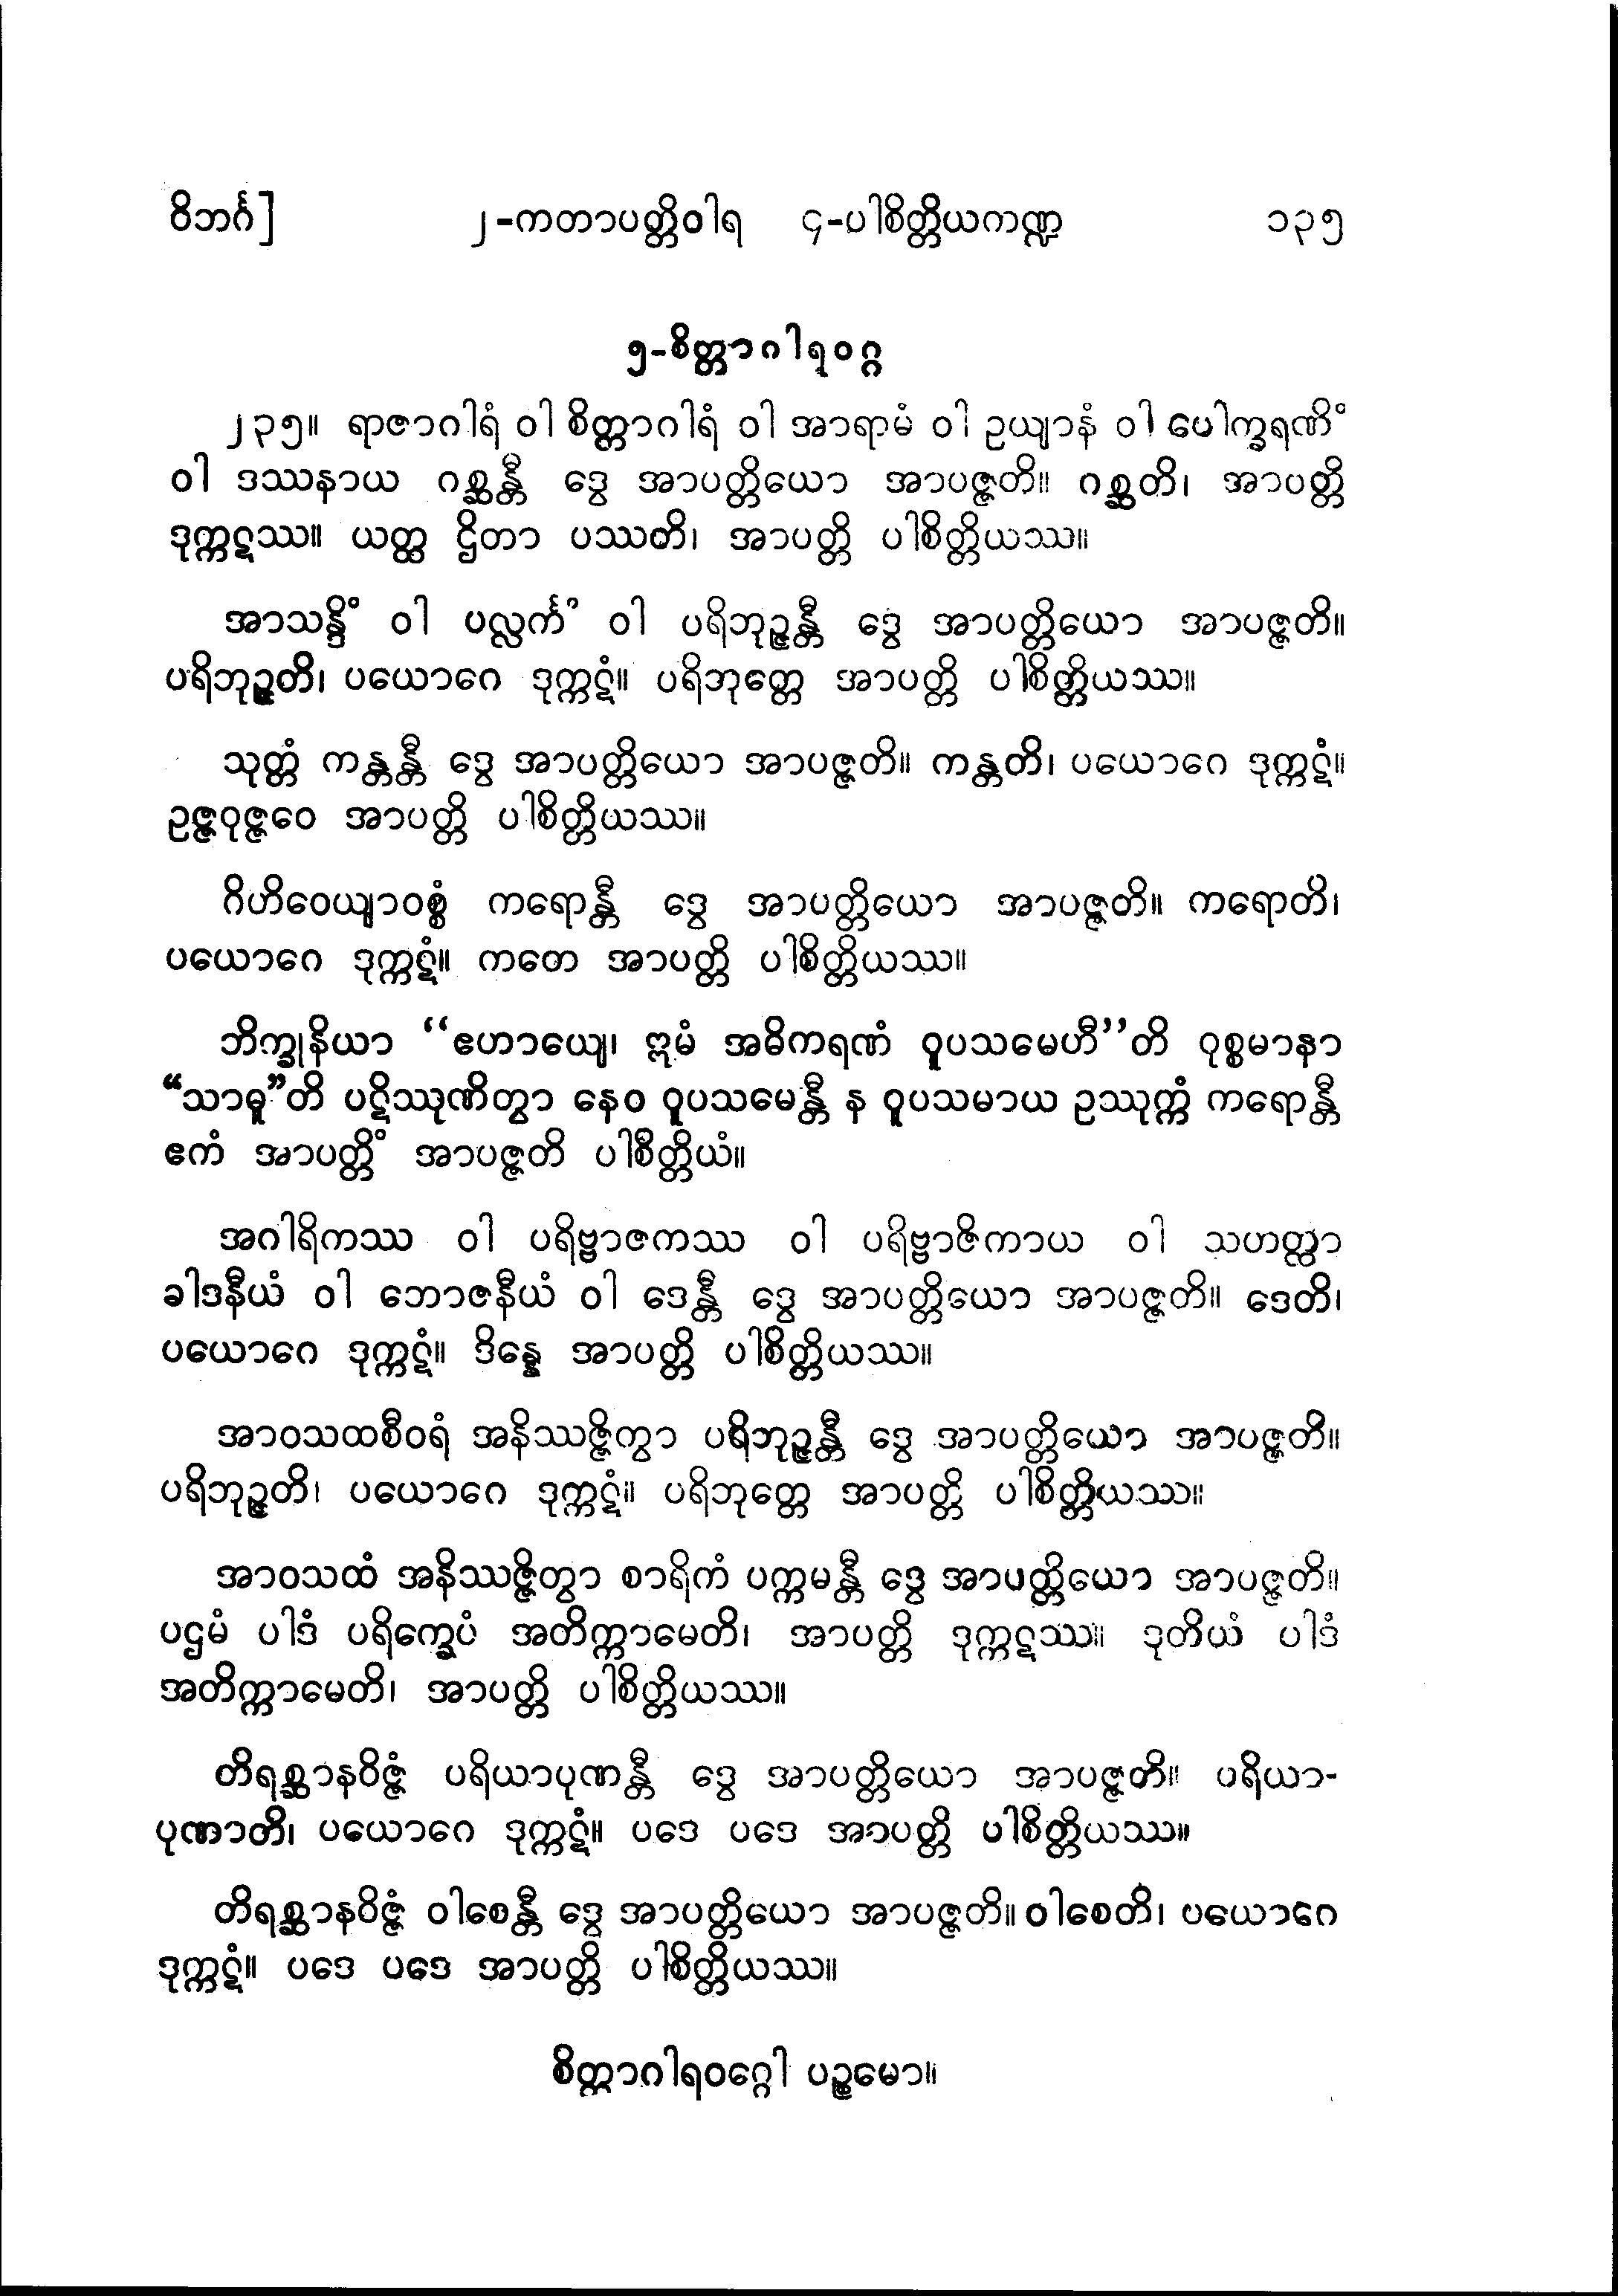 ဝိဘင်္ဂ]	၂-ကတာပတ္တိဝါရ ၄-ပါစိတ္တိယကဏ္ဍ	၁၃၅
၅-စိတ္တာဂါရဝဂ္ဂ
၂၃၅။ ရာဇာဂါရံ ဝါ စိတ္တာဂါရံ ဝါ အာရာမံ ဝါ ဥယျာနံ ဝါ ပေါက္ခရဏိံ
ဝါ ဒဿနာယ ဂစ္ဆန္တီ ဒွေ အာပတ္တိယော အာပဇ္ဇတိ။ ဂစ္ဆတိ၊ အာပတ္တိ
ဒုက္ကဋဿ။ ယတ္ထ ဌိတာ ပဿတိ၊ အာပတ္တိ ပါစိတ္တိယဿ။
အာသန္ဒိံ ဝါ ပလ္လင်္ကံ ဝါ ပရိဘုဉ္ဇန္တီ ဒွေ အာပတ္တိယော အာပဇ္ဇတိ။
ပရိဘုဉ္ဇတိ၊ ပယောဂေ ဒုက္ကဋံ။ ပရိဘုတ္တေ အာပတ္တိ ပါစိတ္တိယဿ။
သုတ္တံ ကန္တန္တီ ဒွေ အာပတ္တိယော အာပဇ္ဇတိ။ ကန္တတိ၊ ပယောဂေ ဒုက္ကဋံ။
ဥဇ္ဇဝုဇ္ဇဝေ အာပတ္တိ ပါစိတ္တိယဿ။
ဂိဟိဝေယျာဝစ္စံ ကရောန္တီ ဒွေ အာပတ္တိယော အာပဇ္ဇတိ။ ကရောတိ၊
ပယောဂေ ဒုက္ကဋံ။ ကတေ အာပတ္တိ ပါစိတ္တိယဿ။
ဘိက္ခုနိယာ “ဧဟာယျေ၊ ဣမံ အဓိကရဏံ ဝူပသမေဟီ”တိ ဝုစ္စမာနာ
“သာဓူ”တိ ပဋိဿုဏိတွာ နေဝ ဝူပသမေန္တီ န ဝူပသမာယ ဥဿုက္ကံ ကရောန္တီ
ဧကံ အာပတ္တိံ အာပဇ္ဇတိ ပါစိတ္တိယံ။
အဂါရိကဿ ဝါ ပရိဗ္ဗာဇကဿ ဝါ ပရိဗ္ဗာဇိကာယ ဝါ သဟတ္ထာ
ခါဒနီယံ ဝါ ဘောဇနီယံ ဝါ ဒေန္တီ ဒွေ အာပတ္တိယော အာပဇ္ဇတိ။ ဒေတိ၊
ပယောဂေ ဒုက္ကဋံ။ ဒိန္နေ အာပတ္တိ ပါစိတ္တိယဿ။
အာဝသထစီဝရံ အနိဿဇ္ဇိတွာ ပရိဘုဉ္ဇန္တီ ဒွေ အာပတ္တိယော အာပဇ္ဇတိ။
ပရိဘုဉ္ဇတိ၊ ပယောဂေ ဒုက္ကဋံ။ ပရိဘုတ္တေ အာပတ္တိ ပါစိတ္တိယဿ။
အာဝသထံ အနိဿဇ္ဇိတွာ စာရိကံ ပက္ကမန္တီ ဒွေ အာပတ္တိယော အာပဇ္ဇတိ။
ပဌမံ ပါဒံ ပရိက္ခေပံ အတိက္ကာမေတိ၊ အာပတ္တိ ဒုက္ကဋဿ။ ဒုတိယံ ပါဒံ
အတိက္ကာမေတိ၊ အာပတ္တိ ပါစိတ္တိယဿ။
တိရစ္ဆာနဝိဇ္ဇံ ပရိယာပုဏန္တီ ဒွေ အာပတ္တိယော အာပဇ္ဇတိ။ ပရိယာ-
ပုဏာတိ၊ ပယောဂေ ဒုက္ကဋံ။ ပဒေ ပဒေ အာပတ္တိ ပါစိတ္တိယဿ။
တိရစ္ဆာနဝိဇ္ဇံ ဝါစေန္တီ ဒွေ အာပတ္တိယော အာပဇ္ဇတိ။ ဝါစေတိ၊ ပယောဂေ
ဒုက္ကဋံ။ ပဒေ ပဒေ အာပတ္တိ ပါစိတ္တိယဿ။
စိတ္တာဂါရဝဂ္ဂေါ ပဉ္စမော။